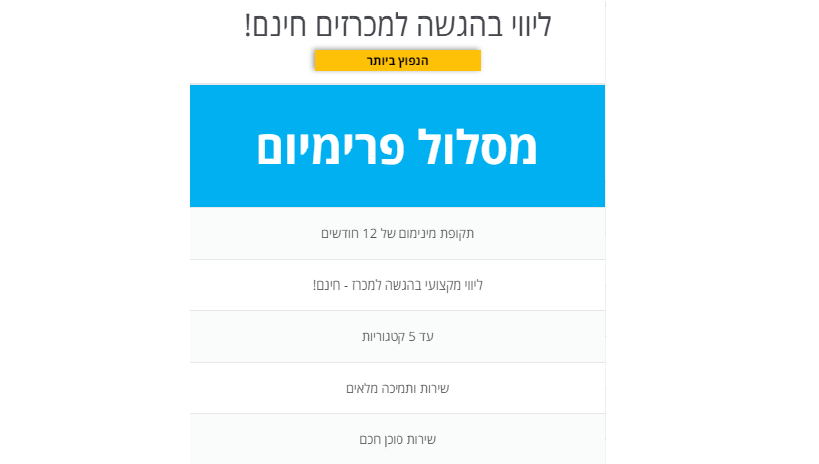 ליווי בהגשה למכרזים חינם!
הנפוץ ביותר
מסלול פרימיום
תקופת מינימום של 12 חודשים
ליווי מקצועי בהגשה למכרז - חינם!
עד 5 קטגוריות
שירות ותמיכה מלאים
שירות סוכן חכם